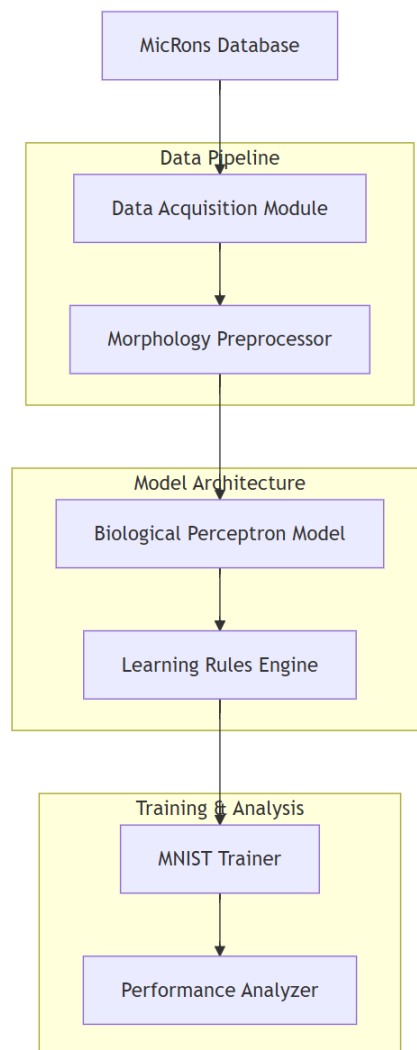 MicRons Database
Data Pipeline
Data Acquisition Module
Morphology Preprocessor
Model Architecture
Biological Perceptron Model
Learning Rules Engine
Training & Analysis
MNIST Trainer
Performance Analyzer